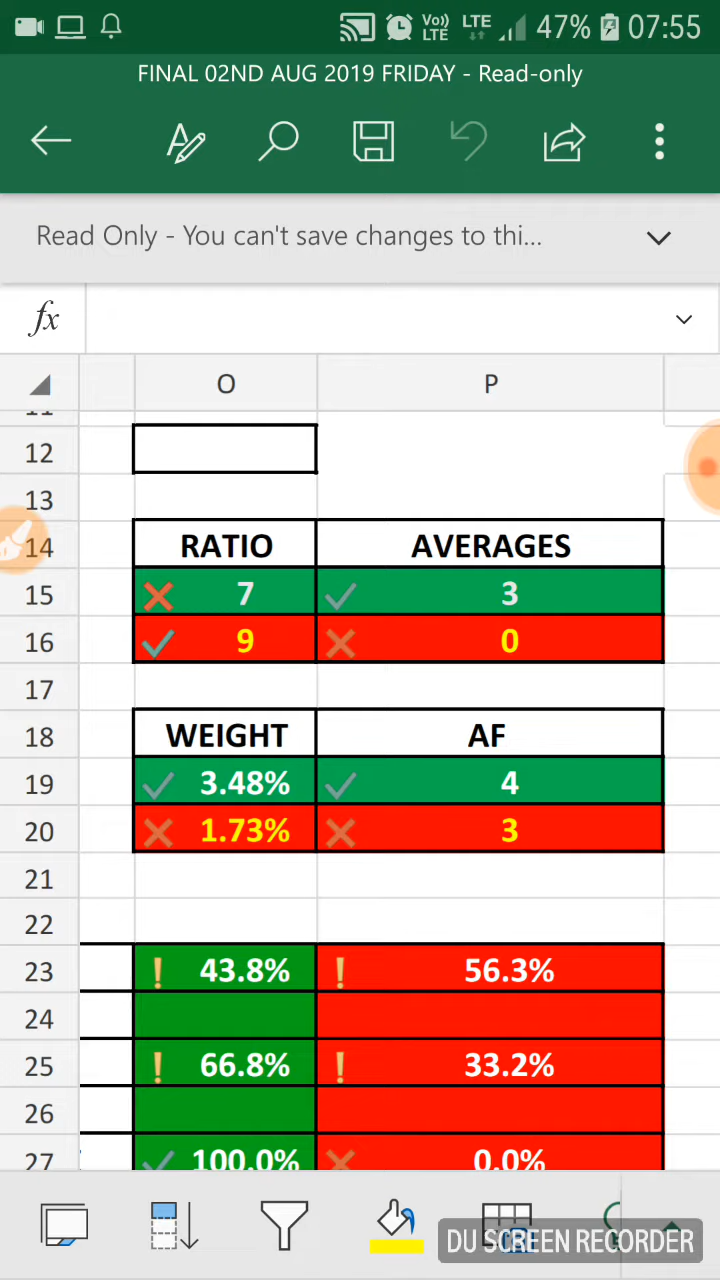 Vo)) LTE LTE 47% 07:55
FINAL 02ND AUG 2019 FRIDAY - Read-only
Read Only - You can't save changes to thi...
fx
O P
11
12
13
14 RATIO AVERAGES
15 7 3
16 9 0
17
18 WEIGHT AF
19 3.48% 4
20 1.73% 3
21
22
23 43.8% 56.3%
24
25 66.8% 33.2%
26
27 100.0% 0.0%
DU SCREEN RECORDER